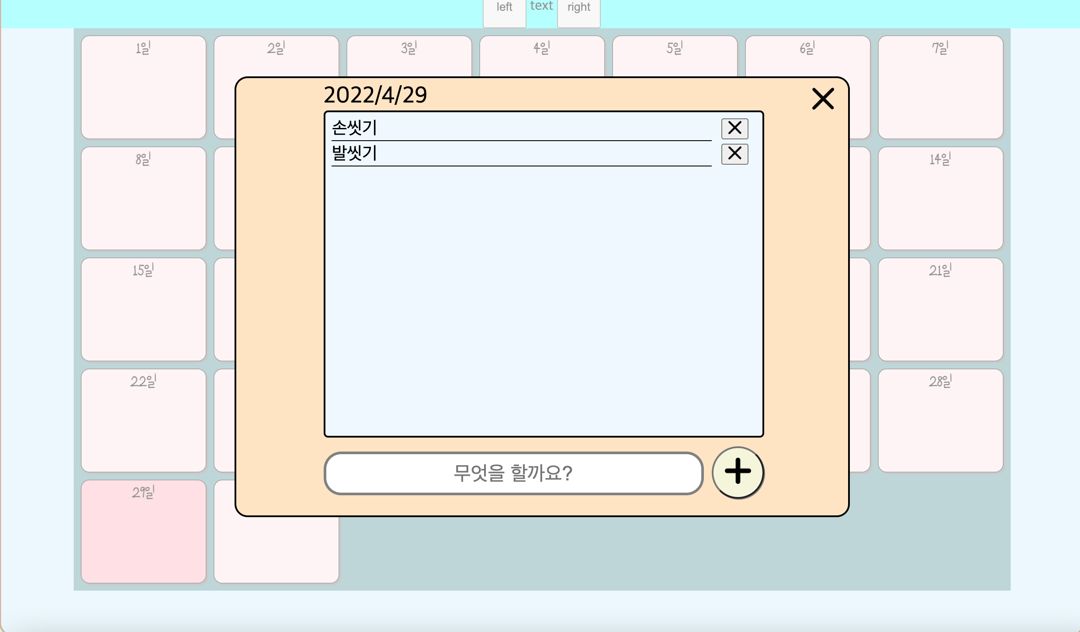 left text right
1일 2일 3일 4일 5일 6일 7일
2022/4/29
손씻기
발씻기
8일 14일
15일 21일
22일 28일
무엇을 할까요?
29일